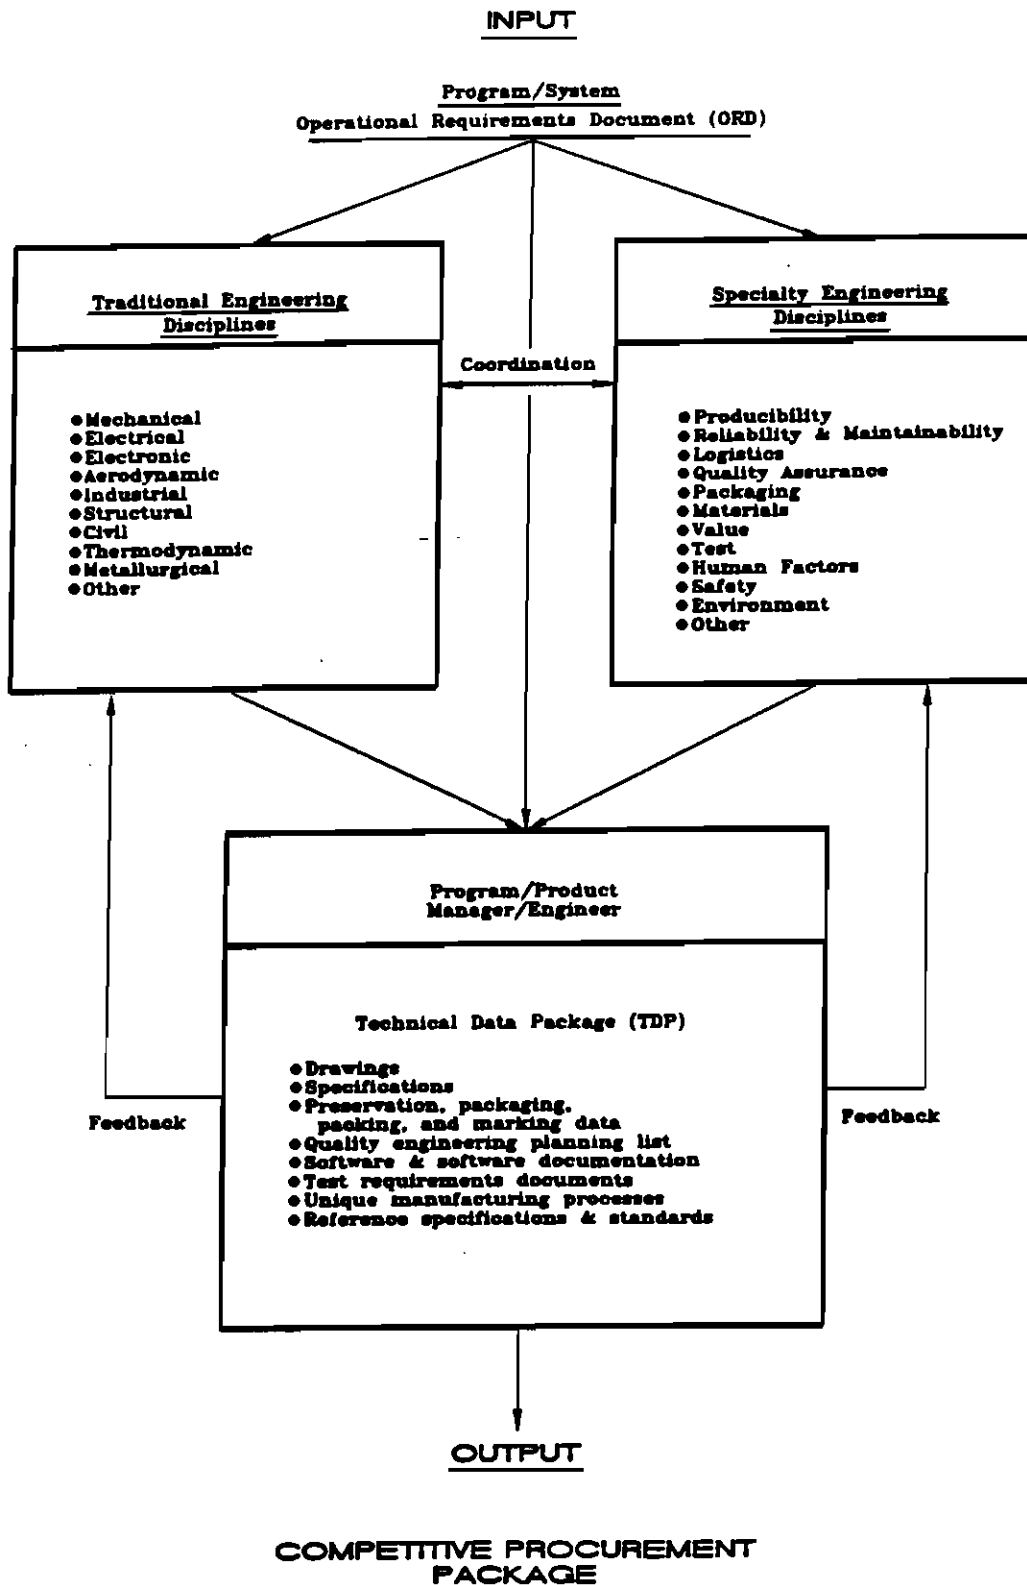 INPUT
Program/System
Operational Requirements Document (ORD)
Traditional Engineering
Disciplines
● Mechanical
● Electrical
● Electronic
● Aerodynamic
● Industrial
● Structural
● Civil
● Thermodynamic
● Metallurgical
● Other
Coordination
Specialty Engineering
Disciplines
● Producibility
● Reliability & Maintainability
● Logistics
● Quality Assurance
● Packaging
● Materials
● Value
● Test
● Human Factors
● Safety
● Environment
● Other
Program/Product
Manager/Engineer
Technical Data Package (TDP)
● Drawings
● Specifications
● Preservation, packaging,
packing, and marking data
● Quality engineering planning list
● Software & software documentation
● Test requirements documents
● Unique manufacturing processes
● Reference specifications & standards
Feedback
Feedback
OUTPUT
COMPETITIVE PROCUREMENT
PACKAGE